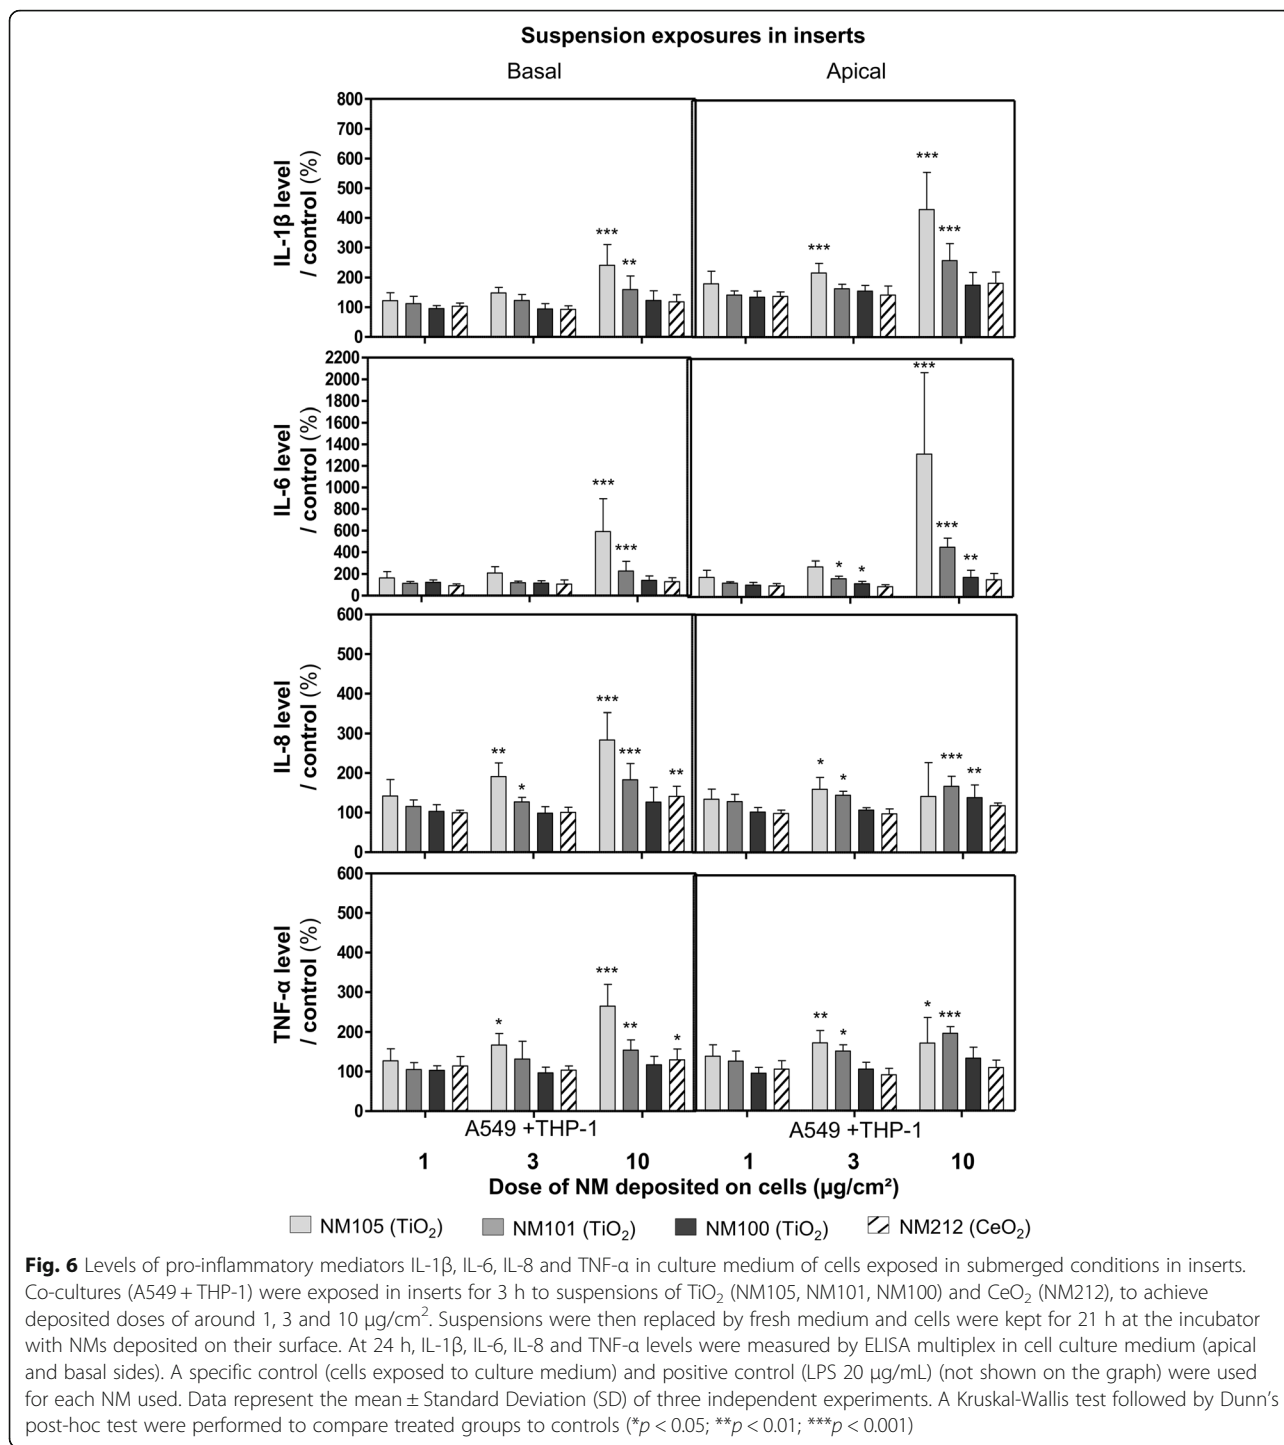 Suspension exposures in inserts
Basal
Apical
IL-1β level
/ control (%)
800
700
600
500
400
300
200
100
0
***
**
***
***
***
IL-6 level
/ control (%)
2200
2000
1800
1600
1400
1200
1000
800
600
400
200
0
***
***
*
*
***
***
**
IL-8 level
/ control (%)
600
500
400
300
200
100
0
**
*
***
***
**
*
*
***
**
TNF-α level
/ control (%)
600
500
400
300
200
100
0
*
***
**
*
**
*
*
***
A549 +THP-1
A549 +THP-1
1 3 10 1 3 10
Dose of NM deposited on cells (µg/cm²)
NM105 (TiO₂) NM101 (TiO₂) NM100 (TiO₂) NM212 (CeO₂)
Fig. 6 Levels of pro-inflammatory mediators IL-1β, IL-6, IL-8 and TNF-α in culture medium of cells exposed in submerged conditions in inserts.
Co-cultures (A549 + THP-1) were exposed in inserts for 3 h to suspensions of TiO₂ (NM105, NM101, NM100) and CeO₂ (NM212), to achieve
deposited doses of around 1, 3 and 10 μg/cm². Suspensions were then replaced by fresh medium and cells were kept for 21 h at the incubator
with NMs deposited on their surface. At 24 h, IL-1β, IL-6, IL-8 and TNF-α levels were measured by ELISA multiplex in cell culture medium (apical
and basal sides). A specific control (cells exposed to culture medium) and positive control (LPS 20 μg/mL) (not shown on the graph) were used
for each NM used. Data represent the mean ± Standard Deviation (SD) of three independent experiments. A Kruskal-Wallis test followed by Dunn's
post-hoc test were performed to compare treated groups to controls (*p < 0.05; **p < 0.01; ***p < 0.001)